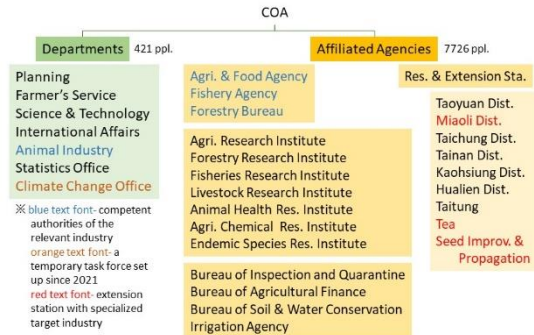 COA
Departments 421 ppl.
Affiliated Agencies 7726 ppl.
Planning
Farmer's Service
Science & Technology
International Affairs
Animal Industry
Statistics Office
Climate Change Office
※ blue text font- competent
authorities of the
relevant industry
orange text font- a
temporary task force set
up since 2021
red text font- extension
station with specialized
target industry
Agri. & Food Agency
Fishery Agency
Forestry Bureau
Agri. Research Institute
Forestry Research Institute
Fisheries Research Institute
Livestock Research Institute
Animal Health Res. Institute
Agri. Chemical Res. Institute
Endemic Species Res. Institute
Bureau of Inspection and Quarantine
Bureau of Agricultural Finance
Bureau of Soil & Water Conservation
Irrigation Agency
Res. & Extension Sta.
Taoyuan Dist.
Miaoli Dist.
Taichung Dist.
Tainan Dist.
Kaohsiung Dist.
Hualien Dist.
Taitung
Tea
Seed Improv. &
Propagation